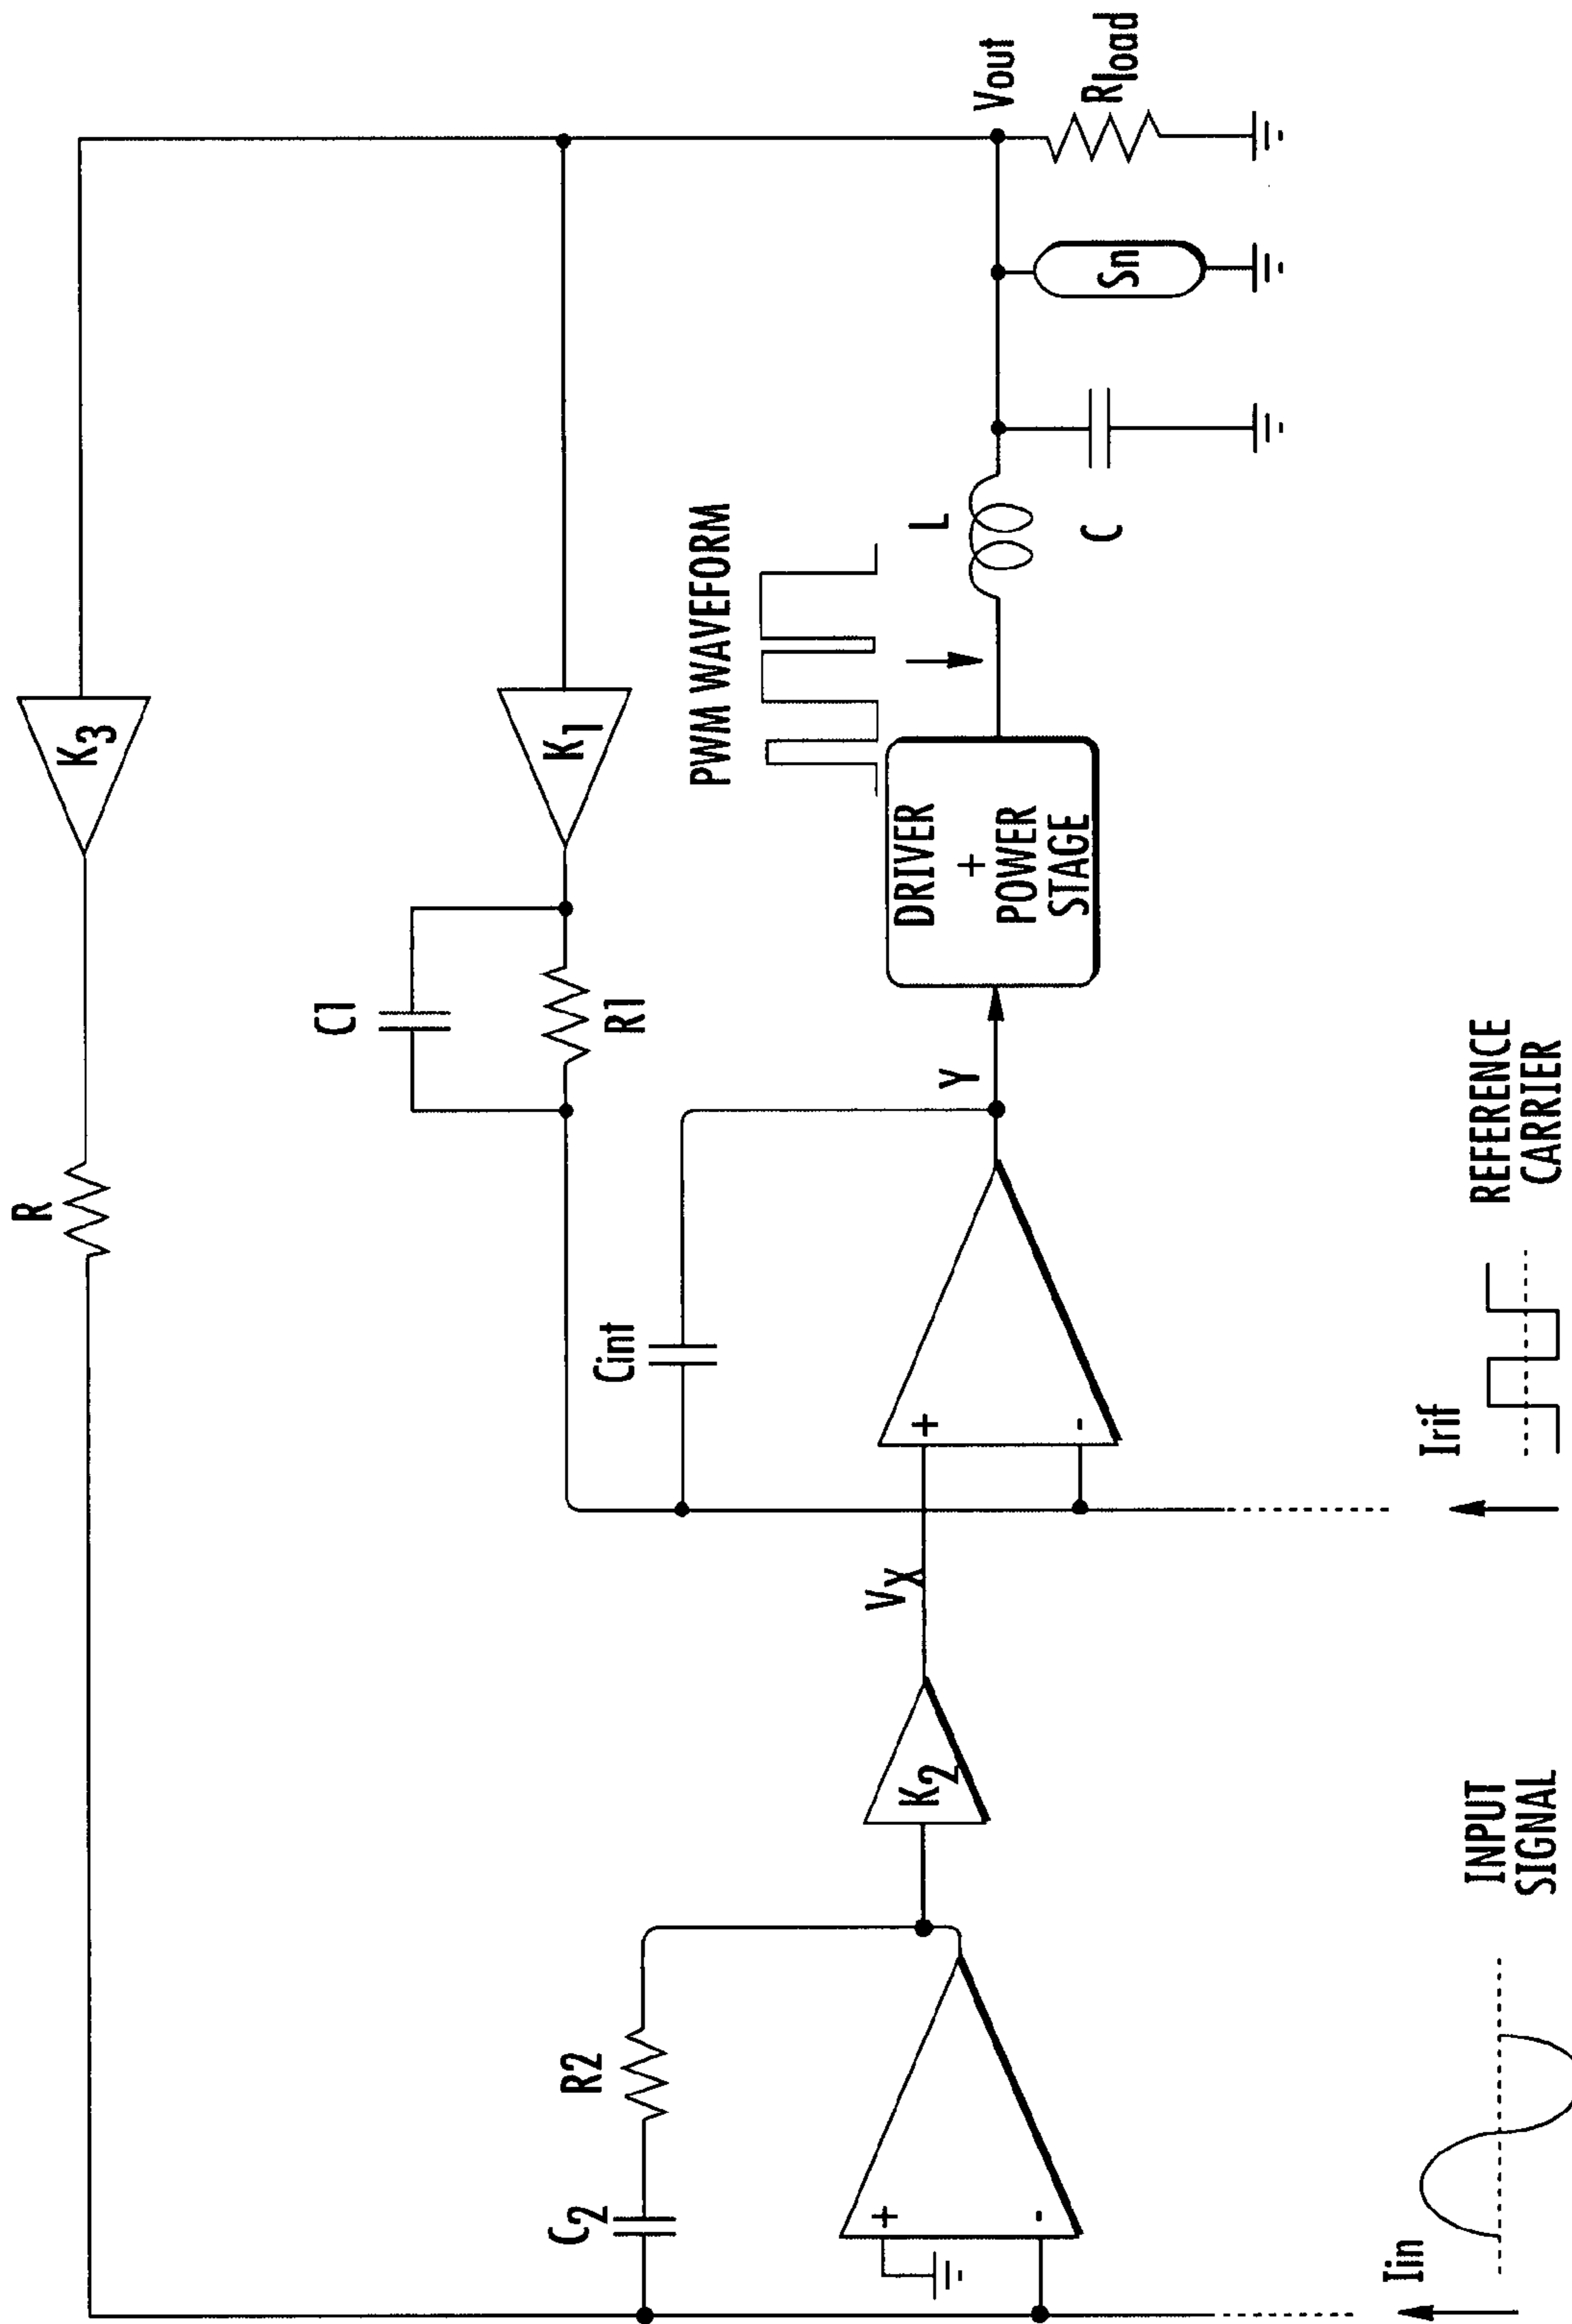 R
K3
C1
R1
K1
Cint
PWM WAVEFORM
C2
R2
K2
VX
+
-
+
-
Y
DRIVER
+
POWER
STAGE
L
C
Sn
Vout
Rload
Iin
INPUT
SIGNAL
Irif
REFERENCE
CARRIER